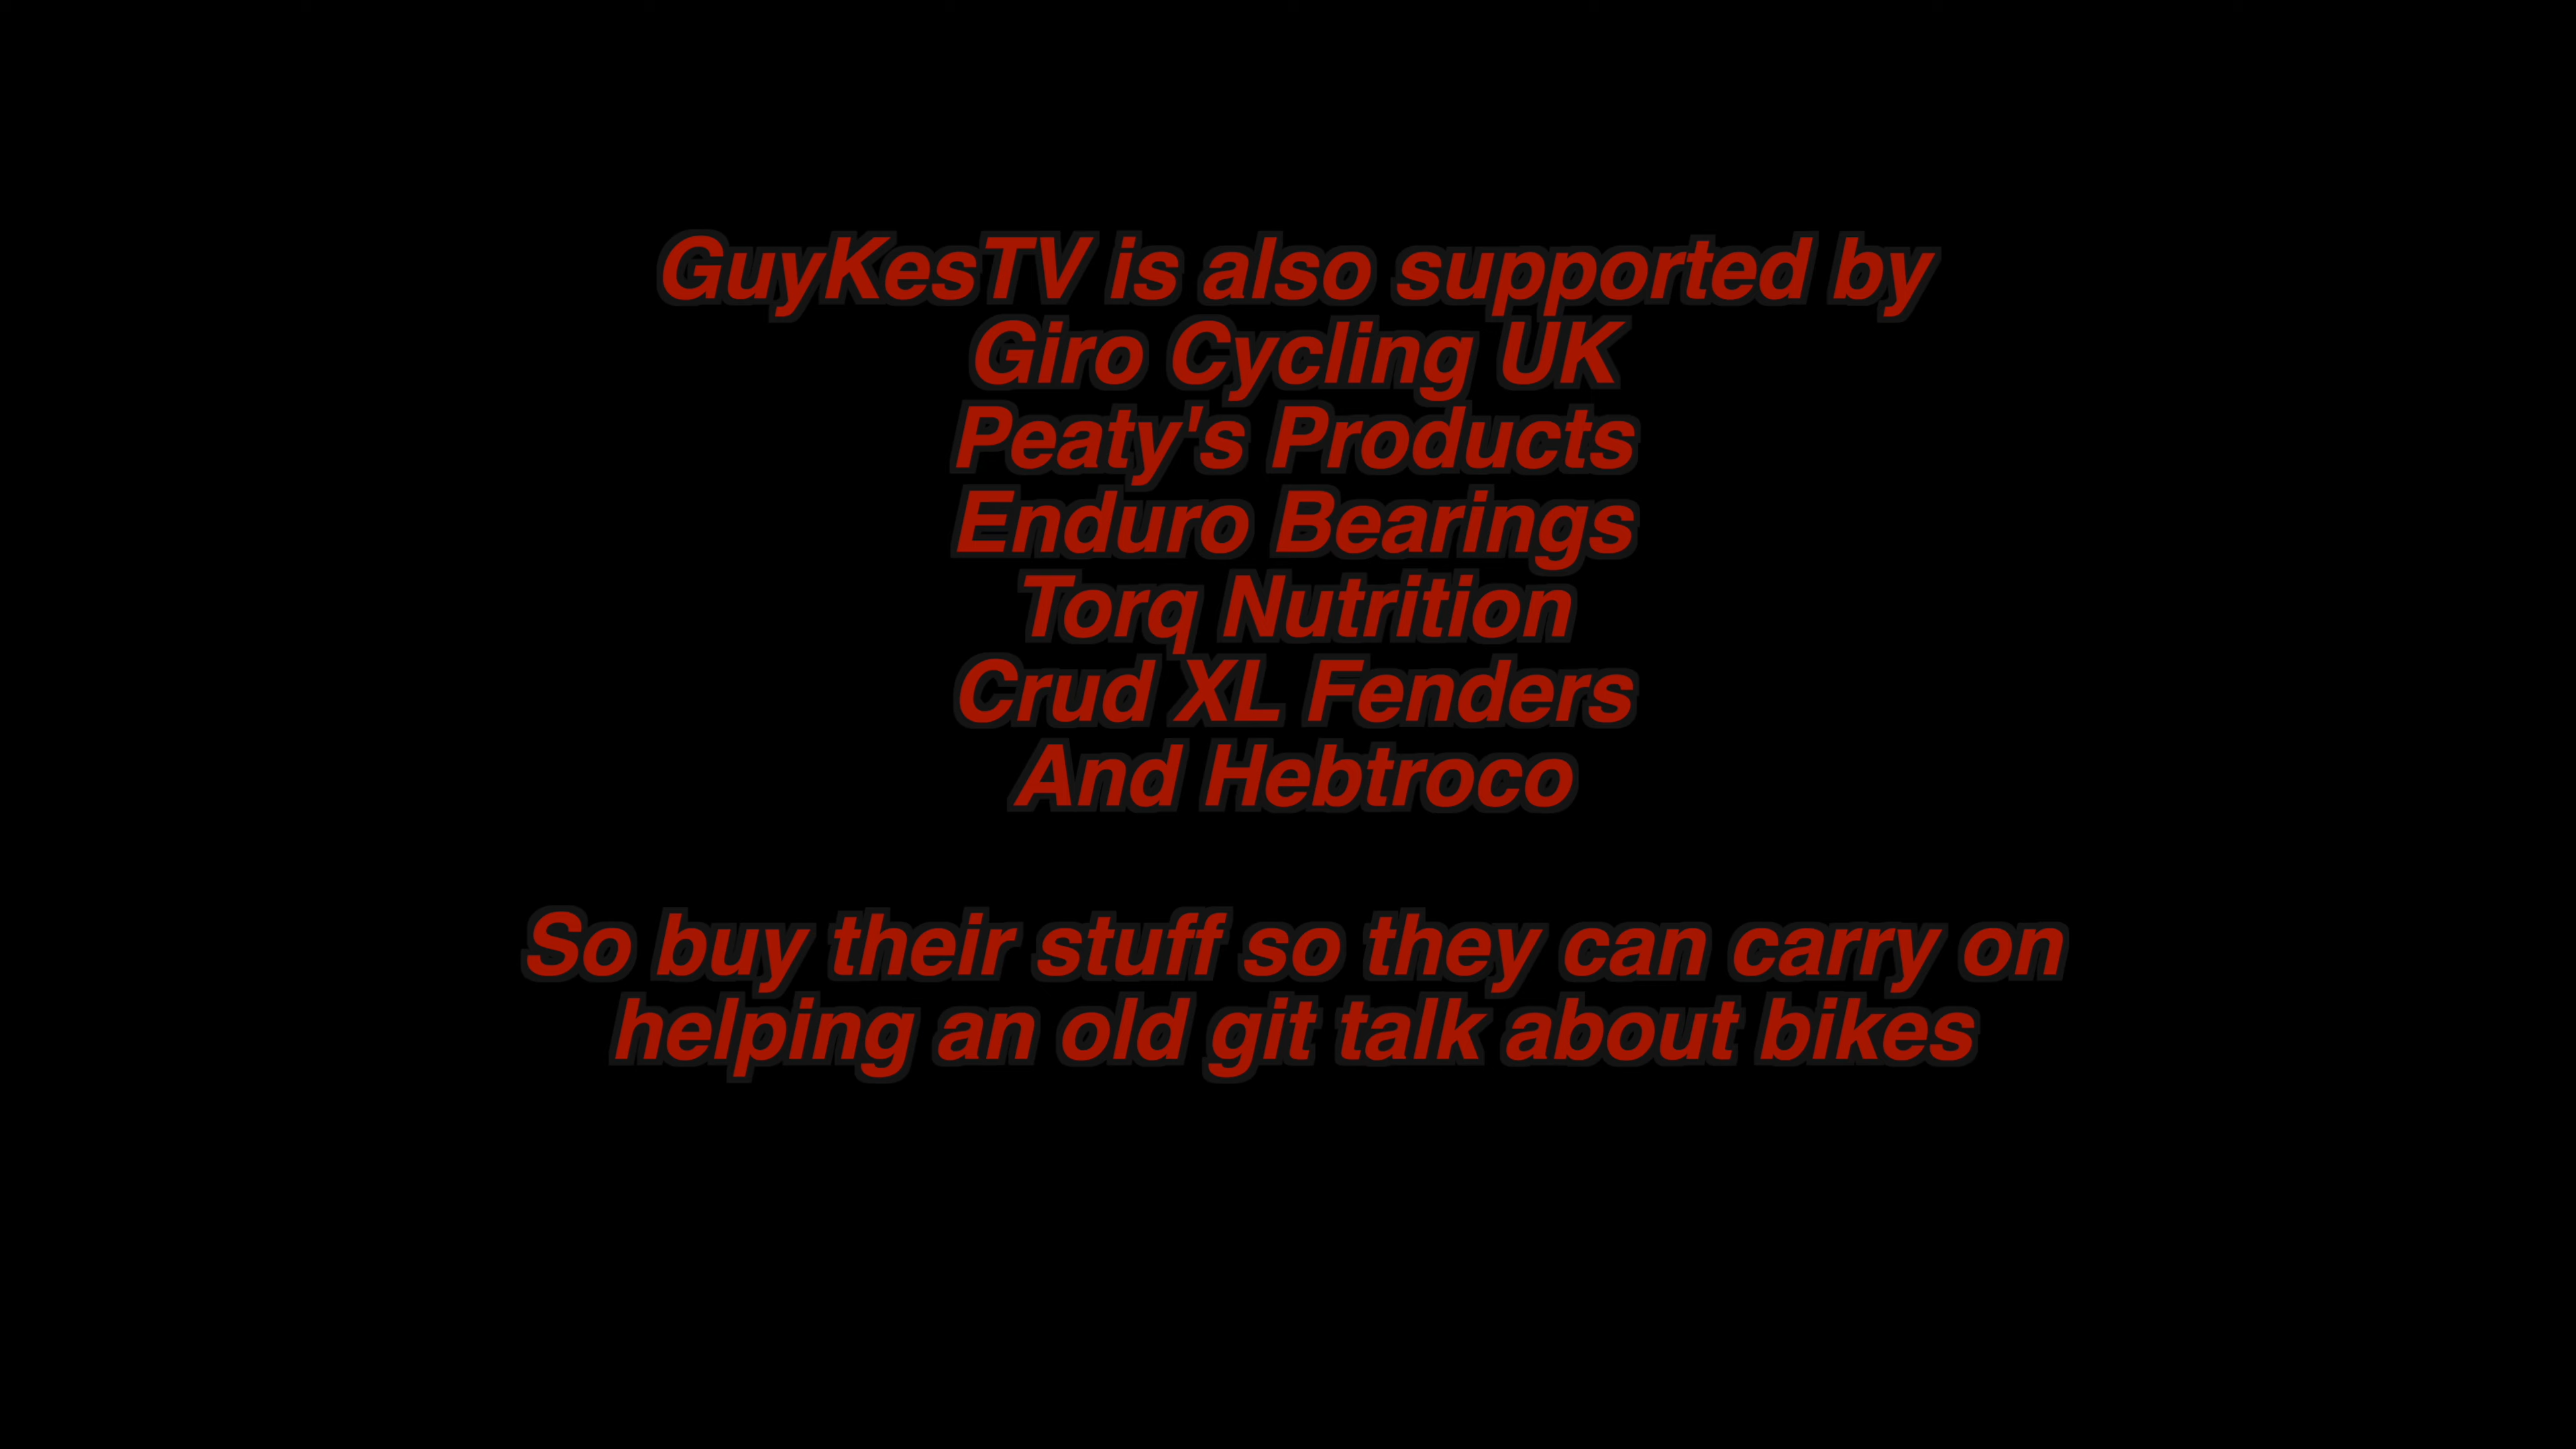 GuyKesTV is also supported by
Giro Cycling UK
Peaty's Products
Enduro Bearings
Torq Nutrition
Crud XL Fenders
And Hebtroco
So buy their stuff so they can carry on
helping an old git talk about bikes